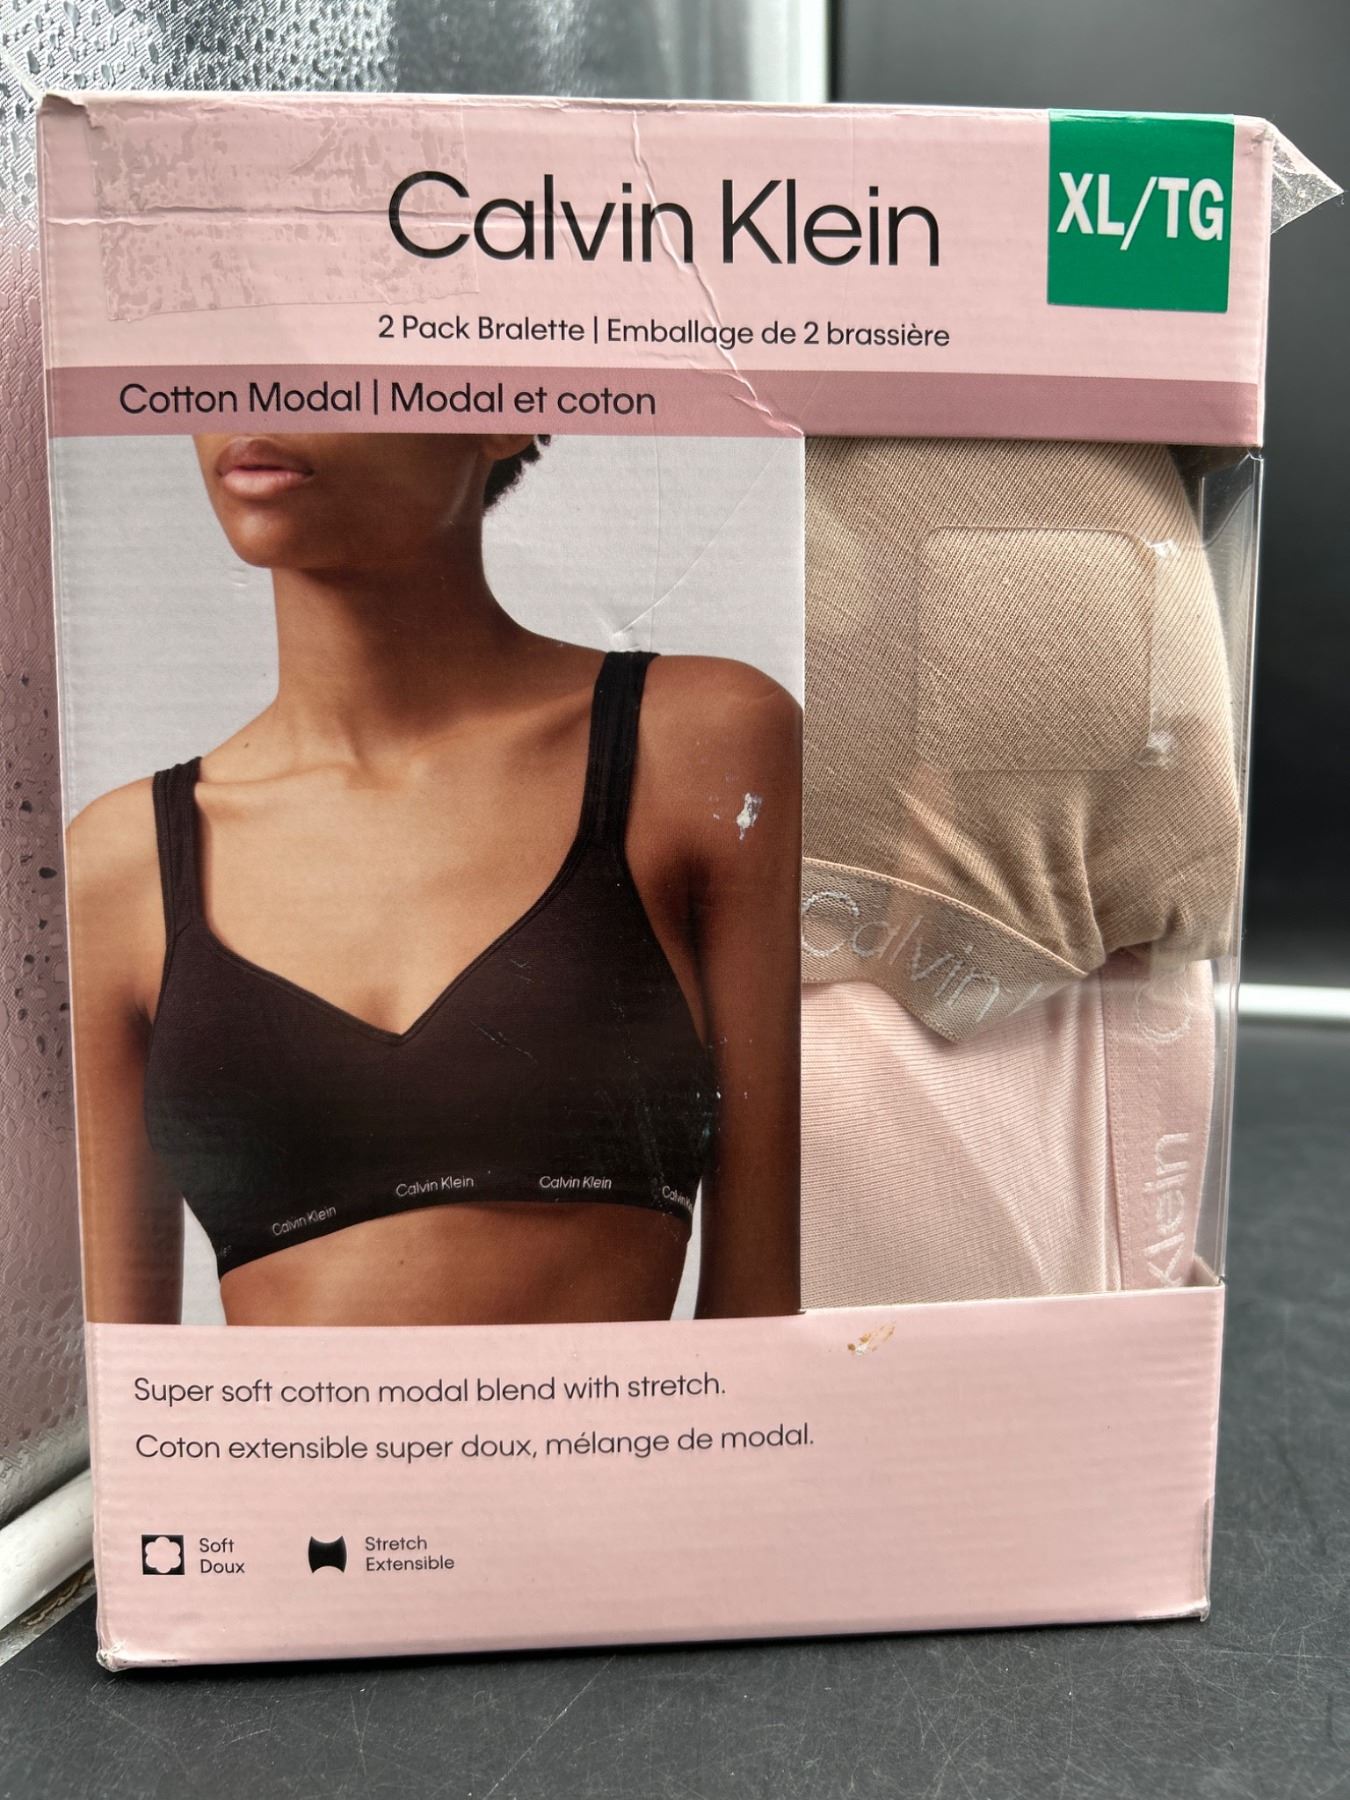 Calvin Klein
XL/TG
2 Pack Bralette | Emballage de 2 brassière
Cotton Modal | Modal et coton
Calvin
Klein
Calvin Klein
Calvin Klein
Calvin Klein
Super soft cotton modal blend with stretch.
Coton extensible super doux, mélange de modal.
Soft
Doux
Stretch
Extensible